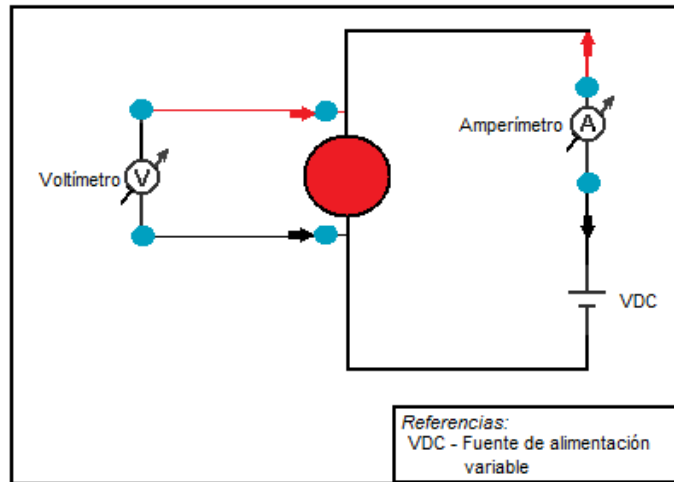 Amperímetro
A
Voltímetro
V
VDC
Referencias:
VDC - Fuente de alimentación
variable